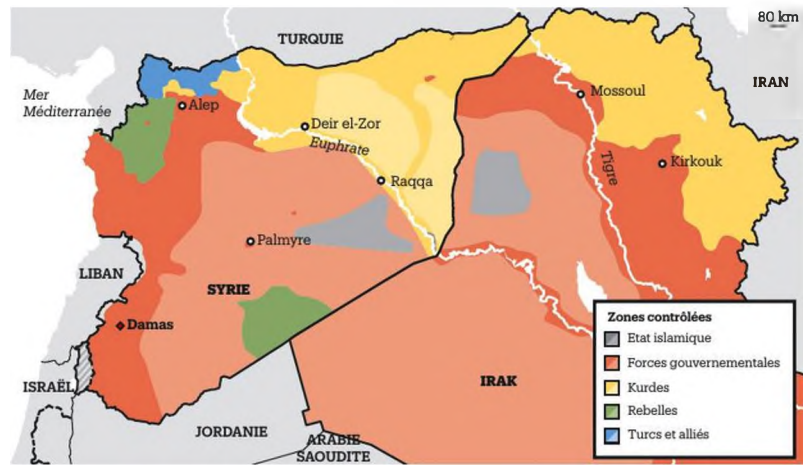 80 km
TURQUIE
IRAN
Mer
Méditerranée
Alep
Mossoul
Deir el-Zor
Euphrate
Tigre
Kirkouk
Raqqa
Palmyre
LIBAN
SYRIE
Damas
ISRAËL
IRAK
JORDANIE
ARABIE
SAOUDITE
Zones contrôlées
Etat islamique
Forces gouvernementales
Kurdes
Rebelles
Turcs et alliés